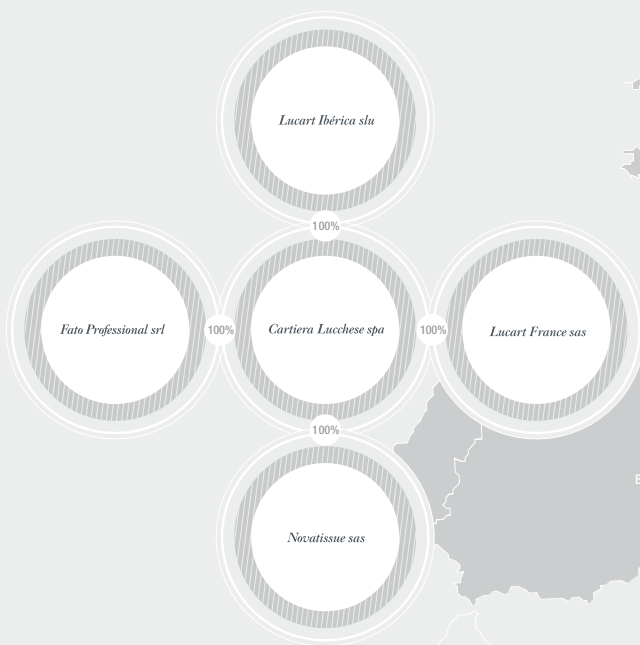 Lucart Ibérica slu
100%
Fato Professional srl
100%
Cartiera Lucchese spa
100%
Lucart France sas
100%
Novatissue sas